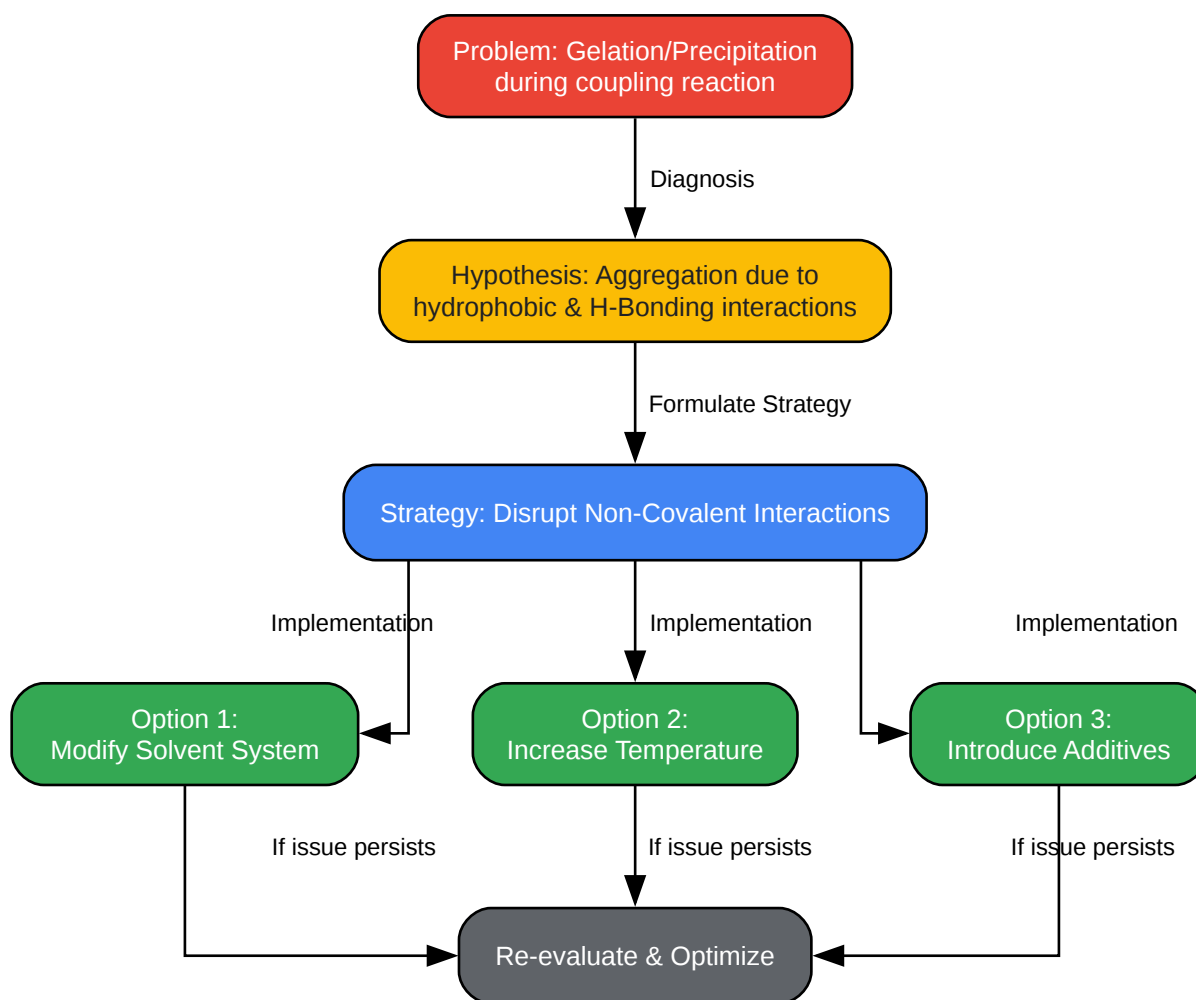 Problem: Gelation/Precipitation
during coupling reaction
Diagnosis
Hypothesis: Aggregation due to
hydrophobic & H-Bonding interactions
Formulate Strategy
Strategy: Disrupt Non-Covalent Interactions
Implementation
Implementation
Implementation
Option 1:
Modify Solvent System
Option 2:
Increase Temperature
Option 3:
Introduce Additives
If issue persists
If issue persists
If issue persists
Re-evaluate & Optimize